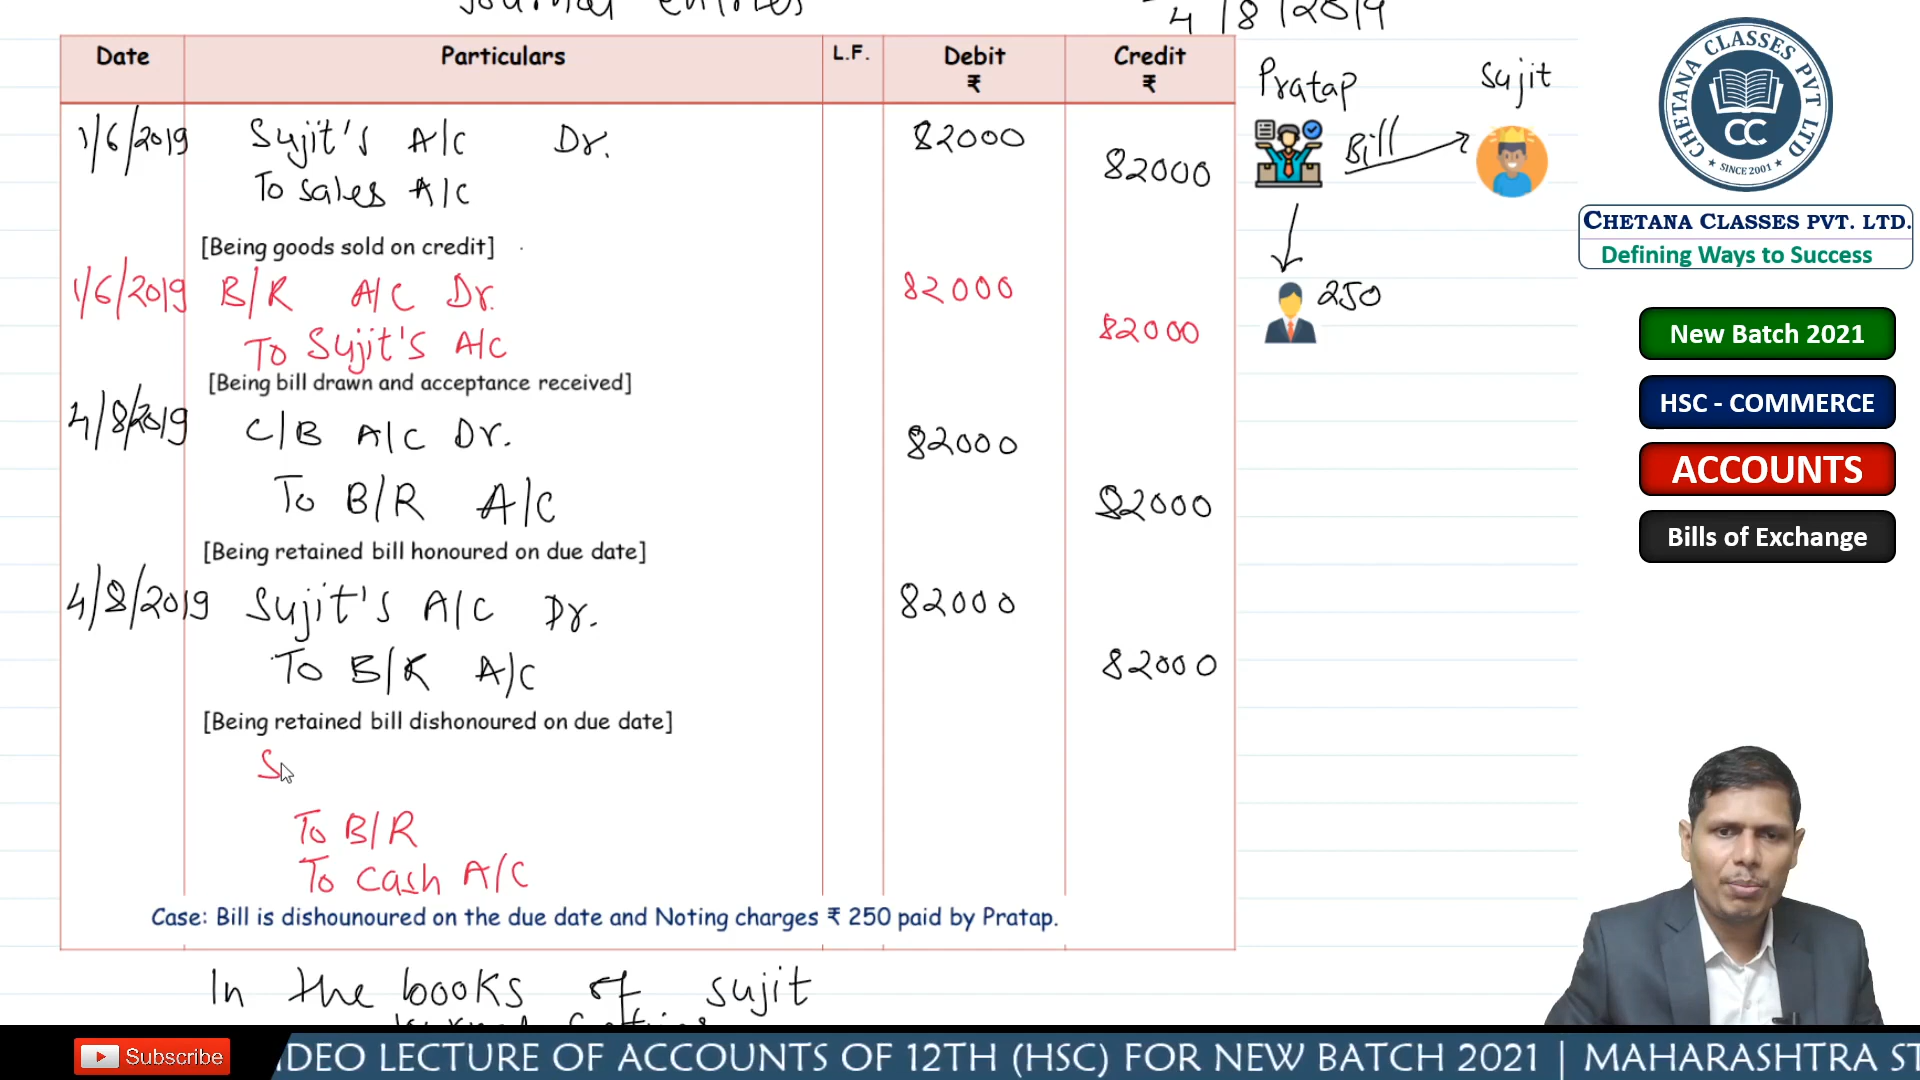 Journal entries
4/8/2019
Date Particulars L.F. Debit ₹ Credit ₹
1/6/2019 Sujit's A/C Dr. 82000
To Sales A/C 82000
[Being goods sold on credit]
1/6/2019 B/R A/C Dr. 82000
To Sujit's A/C 82000
[Being bill drawn and acceptance received]
4/8/2019 C/B A/C Dr. 82000
To B/R A/C 82000
[Being retained bill honoured on due date]
4/8/2019 Sujit's A/C Dr. 82000
To B/R A/C 82000
[Being retained bill dishonoured on due date]
S
To B/R
To Cash A/C
Case: Bill is dishounoured on the due date and Noting charges ₹ 250 paid by Pratap.
In the books of sujit
Journal Entries
Pratap Sujit
Bill
250
CHETANA CLASSES PVT LTD
CC
SINCE 2001
CHETANA CLASSES PVT. LTD.
Defining Ways to Success
New Batch 2021
HSC - COMMERCE
ACCOUNTS
Bills of Exchange
Subscribe
IDEO LECTURE OF ACCOUNTS OF 12TH (HSC) FOR NEW BATCH 2021 | MAHARASHTRA ST